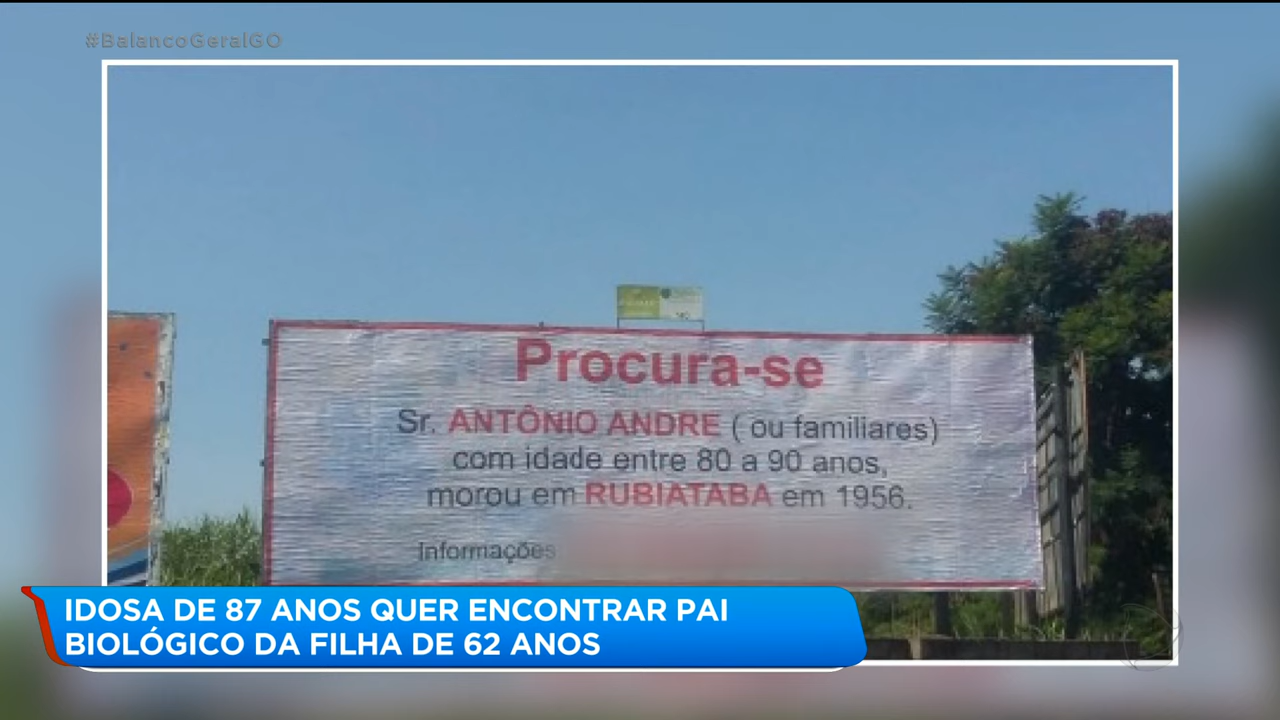 #BalancoGeralGO
Procura-se
Sr. ANTÔNIO ANDRE ( ou familiares)
com idade entre 80 a 90 anos,
morou em RUBIATABA em 1956.
Informações
IDOSA DE 87 ANOS QUER ENCONTRAR PAI
BIOLÓGICO DA FILHA DE 62 ANOS